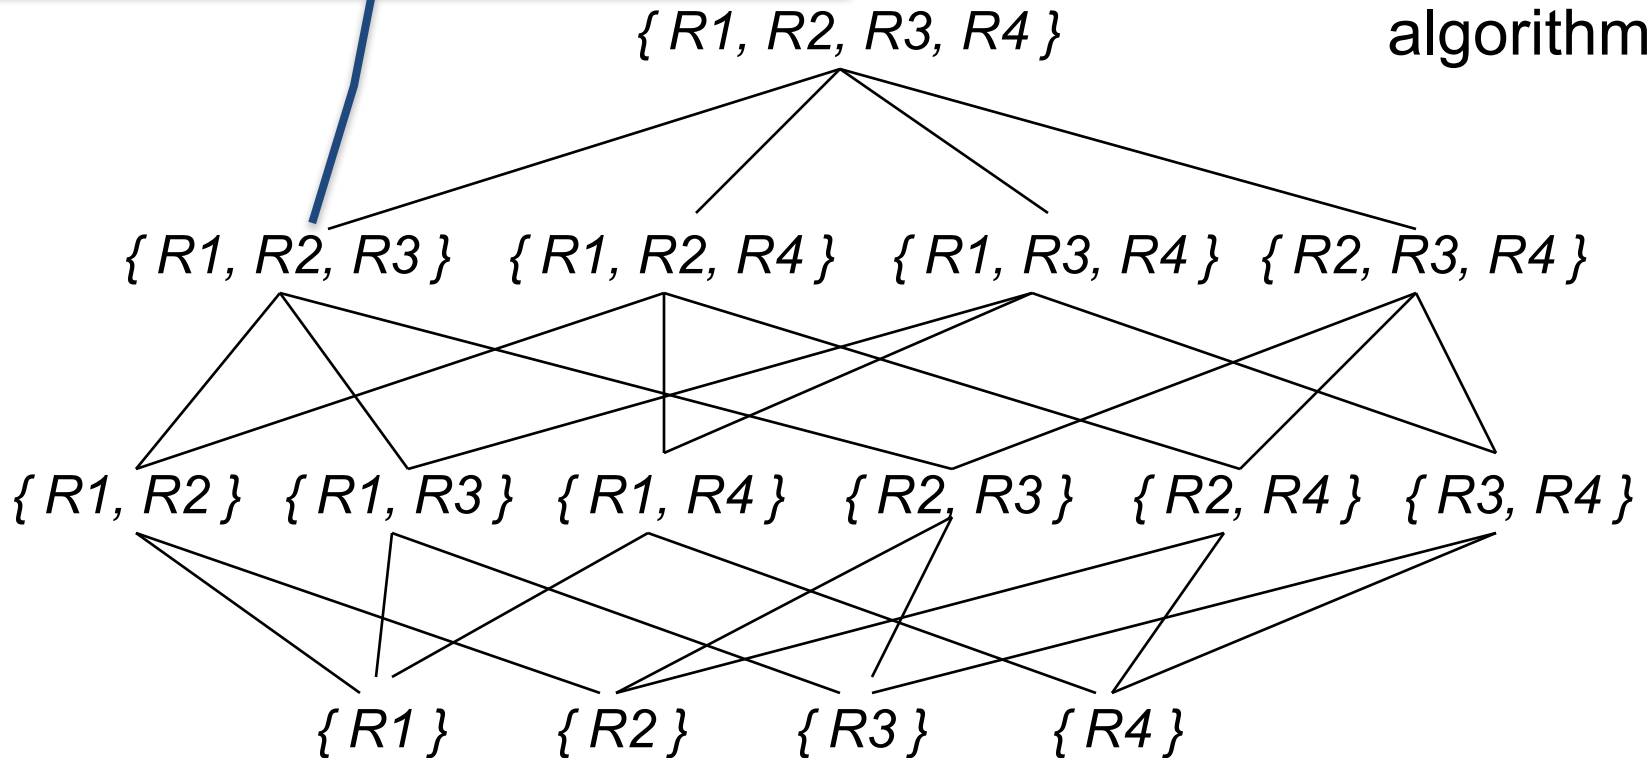 { R1, R2, R3, R4 }
algorithm
{ R1, R2, R3 } { R1, R2, R4 } { R1, R3, R4 } { R2, R3, R4 }
{ R1, R2 } { R1, R3 } { R1, R4 } { R2, R3 } { R2, R4 } { R3, R4 }
{ R1 } { R2 } { R3 } { R4 }